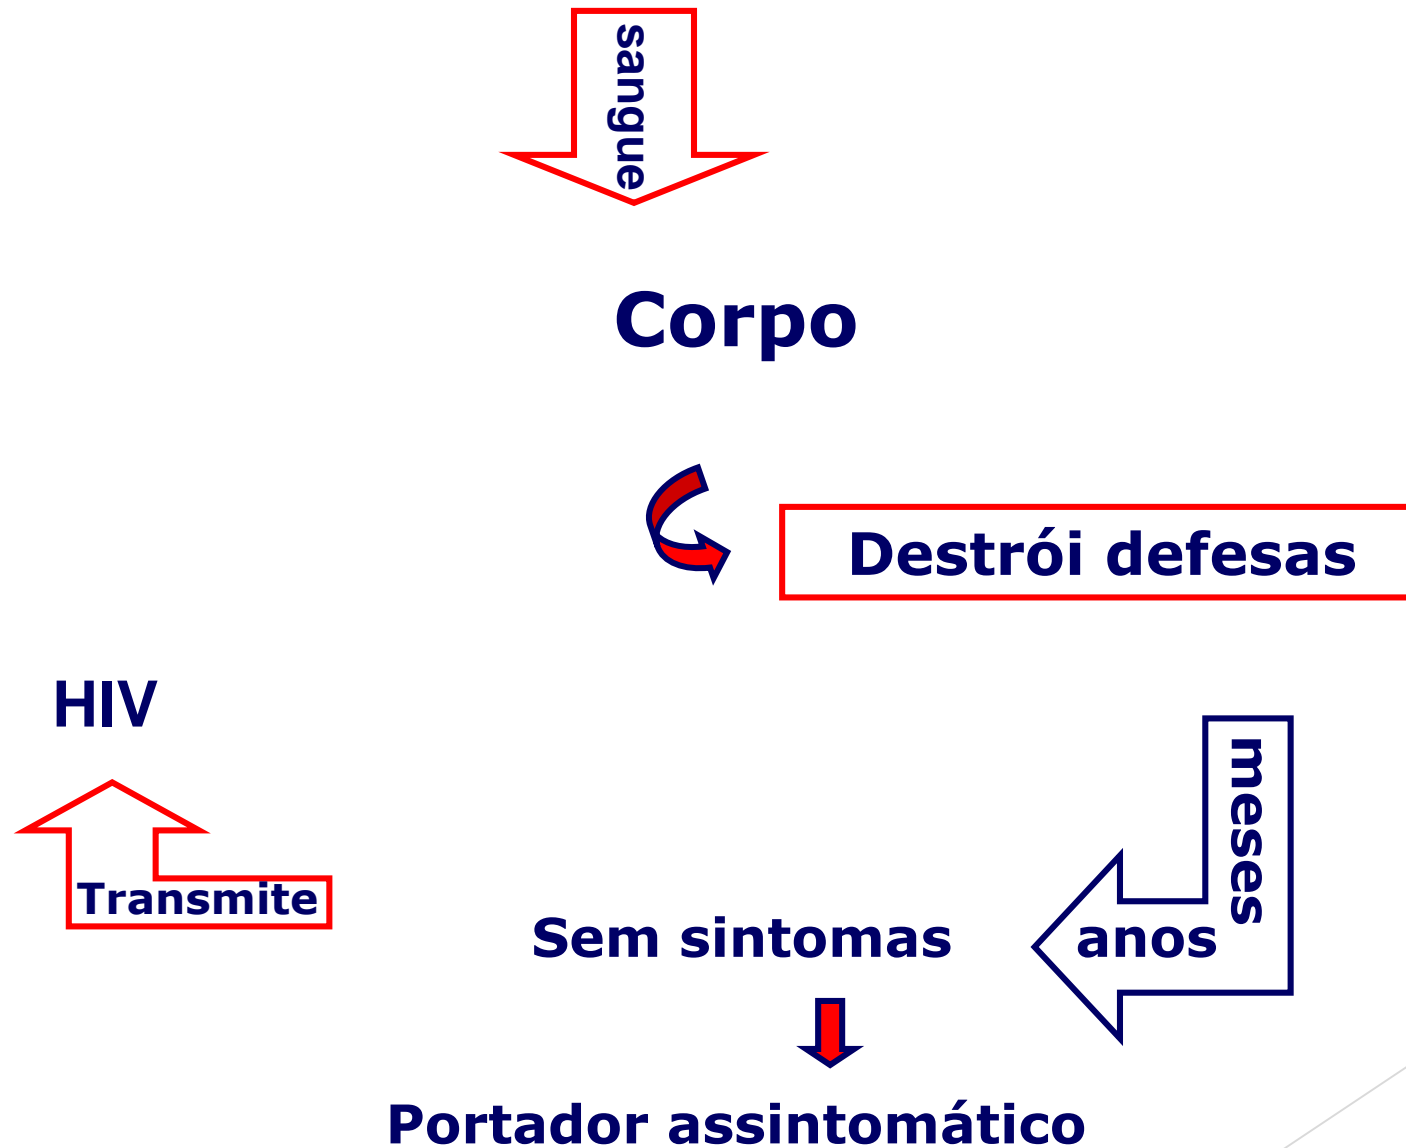 sangue
Corpo
Destrói defesas
HIV
meses
Transmite
Sem sintomas
anos
Portador assintomático